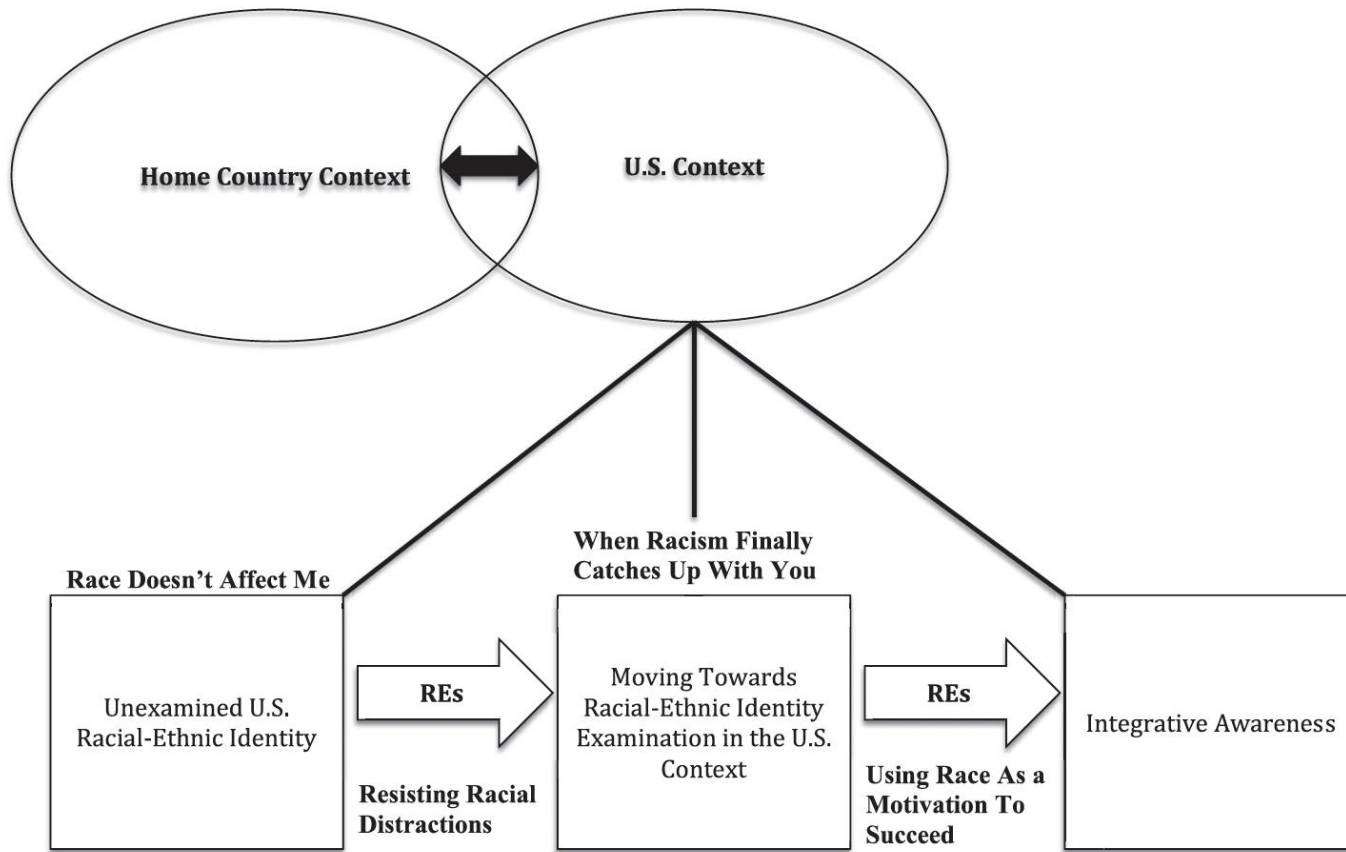 Home Country Context
U.S. Context
Race Doesn't Affect Me
When Racism Finally
Catches Up With You
Unexamined U.S.
Racial-Ethnic Identity
REs
Resisting Racial
Distractions
Moving Towards
Racial-Ethnic Identity
Examination in the U.S.
Context
REs
Using Race As a
Motivation To
Succeed
Integrative Awareness